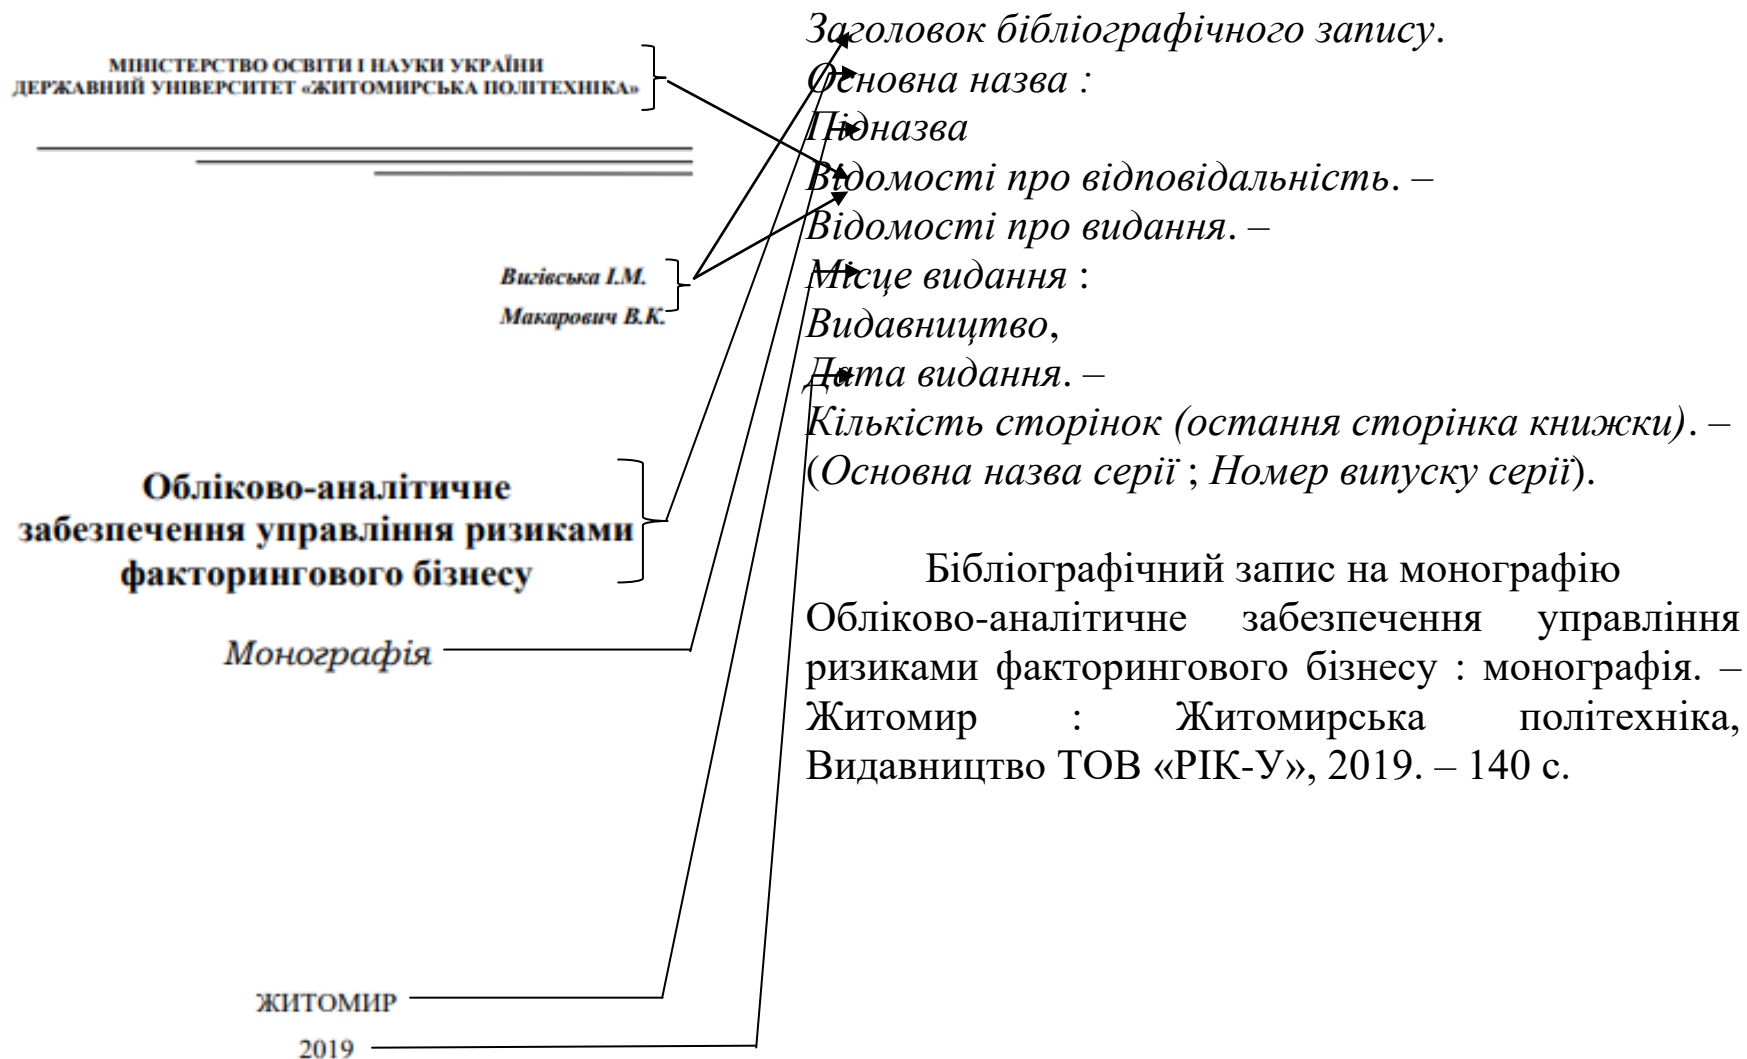 МІНІСТЕРСТВО ОСВІТИ І НАУКИ УКРАЇНИ
ДЕРЖАВНИЙ УНІВЕРСИТЕТ «ЖИТОМИРСЬКА ПОЛІТЕХНІКА»
Вигівська І.М.
Макарович В.К.
Обліково-аналітичне
забезпечення управління ризиками
факторингового бізнесу
Монографія
ЖИТОМИР
2019
Заголовок бібліографічного запису.
Основна назва :
Підназва
Відомості про відповідальність. –
Відомості про видання. –
Місце видання :
Видавництво,
Дата видання. –
Кількість сторінок (остання сторінка книжки). –
(Основна назва серії ; Номер випуску серії).
Бібліографічний запис на монографію
Обліково-аналітичне забезпечення управління
ризиками факторингового бізнесу : монографія. –
Житомир : Житомирська політехніка,
Видавництво ТОВ «РІК-У», 2019. – 140 с.